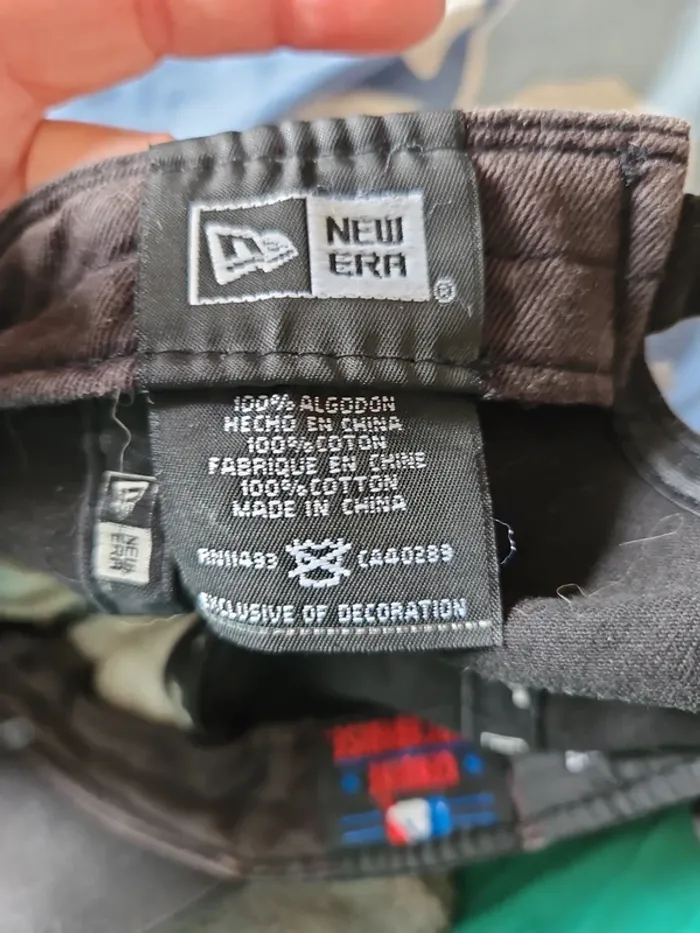 NEW
ERA
®
100% ALGODON
HECHO EN CHINA
100% COTON
FABRIQUE EN CHINE
100% COTTON
MADE IN CHINA
RN11493 CA40289
EXCLUSIVE OF DECORATION
NEW
ERA